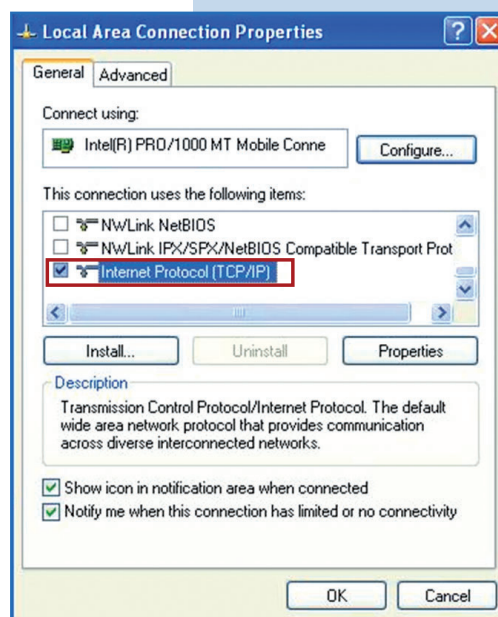 Local Area Connection Properties
General
Advanced
Connect using:
Intel(R) PRO/1000 MT Mobile Conne
Configure...
This connection uses the following items:
NWLink NetBIOS
NWLink IPX/SPX/NetBIOS Compatible Transport Prot
Internet Protocol (TCP/IP)
Install...
Uninstall
Properties
Description
Transmission Control Protocol/Internet Protocol. The default
wide area network protocol that provides communication
across diverse interconnected networks.
Show icon in notification area when connected
Notify me when this connection has limited or no connectivity
OK
Cancel